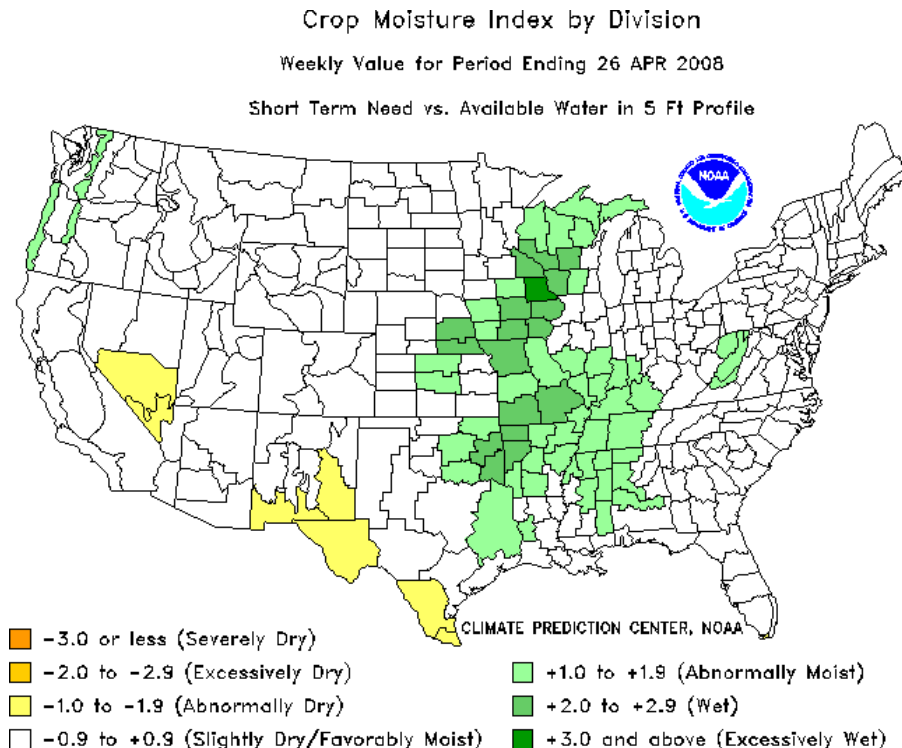 Crop Moisture Index by Division
Weekly Value for Period Ending 26 APR 2008
Short Term Need vs. Available Water in 5 Ft Profile
NOAA
CLIMATE PREDICTION CENTER, NOAA
-3.0 or less (Severely Dry)
-2.0 to -2.9 (Excessively Dry)
-1.0 to -1.9 (Abnormally Dry)
-0.9 to +0.9 (Slightly Dry/Favorably Moist)
+1.0 to +1.9 (Abnormally Moist)
+2.0 to +2.9 (Wet)
+3.0 and above (Excessively Wet)